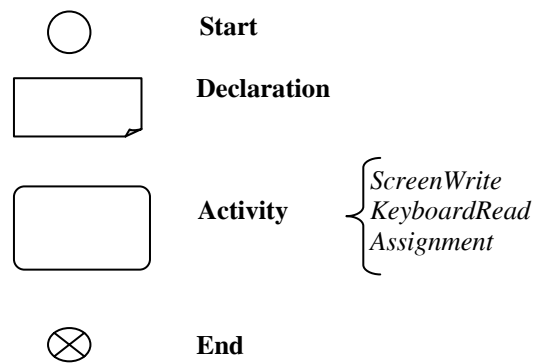 Start
Declaration
Activity
ScreenWrite
KeyboardRead
Assignment
End